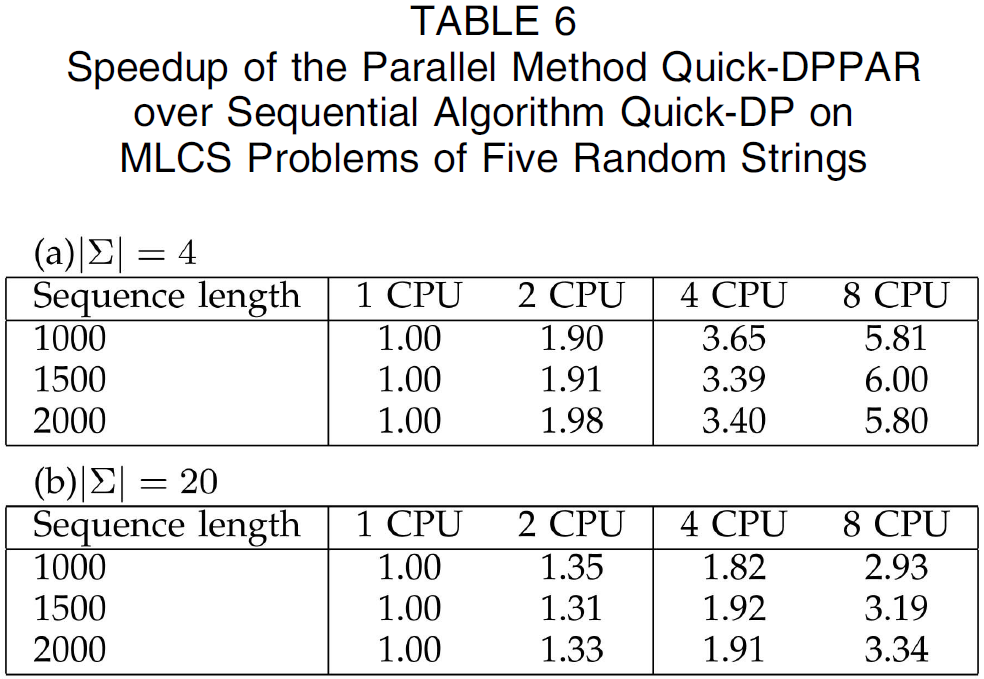 TABLE 6
Speedup of the Parallel Method Quick-DPPAR
over Sequential Algorithm Quick-DP on
MLCS Problems of Five Random Strings
(a)|Σ| = 4
Sequence length 1 CPU 2 CPU 4 CPU 8 CPU
1000 1.00 1.90 3.65 5.81
1500 1.00 1.91 3.39 6.00
2000 1.00 1.98 3.40 5.80
(b)|Σ| = 20
Sequence length 1 CPU 2 CPU 4 CPU 8 CPU
1000 1.00 1.35 1.82 2.93
1500 1.00 1.31 1.92 3.19
2000 1.00 1.33 1.91 3.34